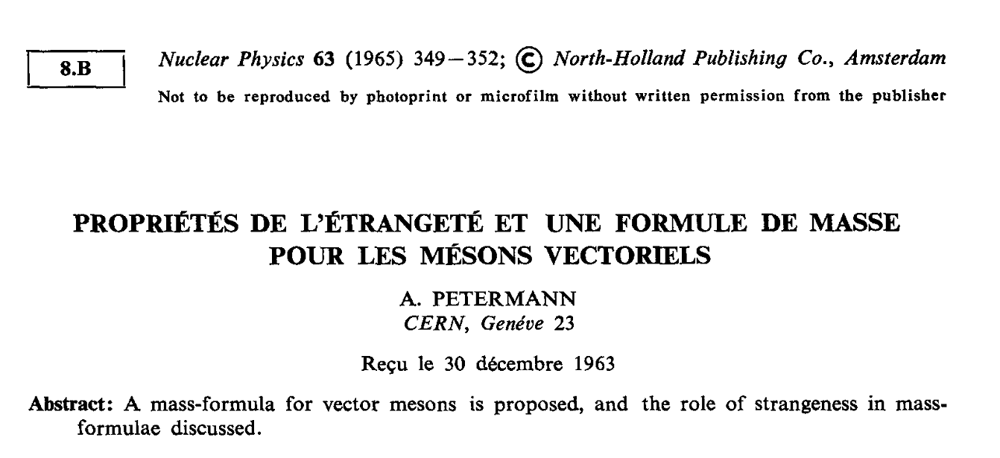 8.B
Nuclear Physics 63 (1965) 349—352; © North-Holland Publishing Co., Amsterdam
Not to be reproduced by photoprint or microfilm without written permission from the publisher
PROPRIÉTÉS DE L'ÉTRANGETÉ ET UNE FORMULE DE MASSE
POUR LES MÉSONS VECTORIELS
A. PETERMANN
CERN, Genéve 23
Reçu le 30 décembre 1963
Abstract: A mass-formula for vector mesons is proposed, and the role of strangeness in mass-
formulae discussed.